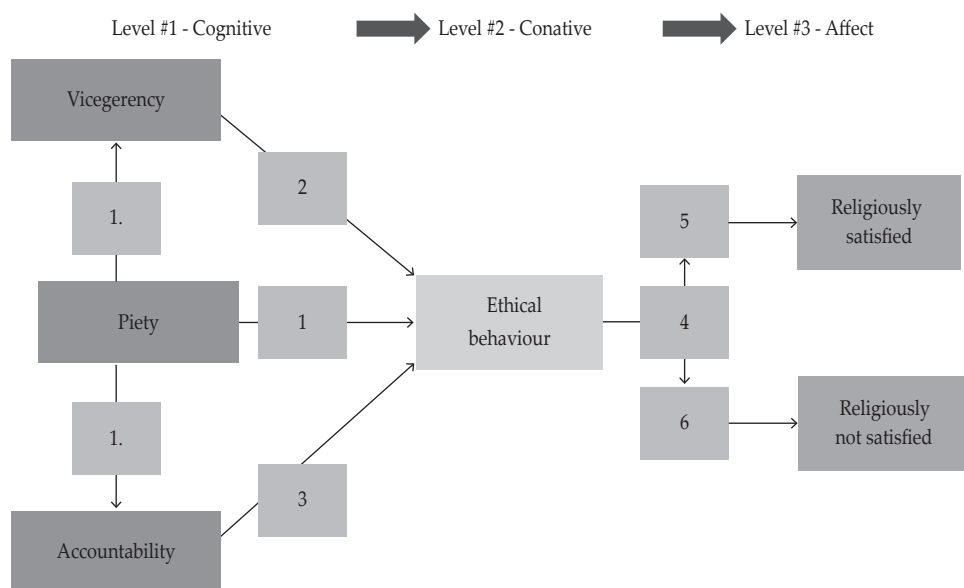 Level #1 - Cognitive
Level #2 - Conative
Level #3 - Affect
Vicegerency
2
1.
5
Religiously
satisfied
Piety
1
Ethical
behaviour
4
1.
6
Religiously
not satisfied
3
Accountability